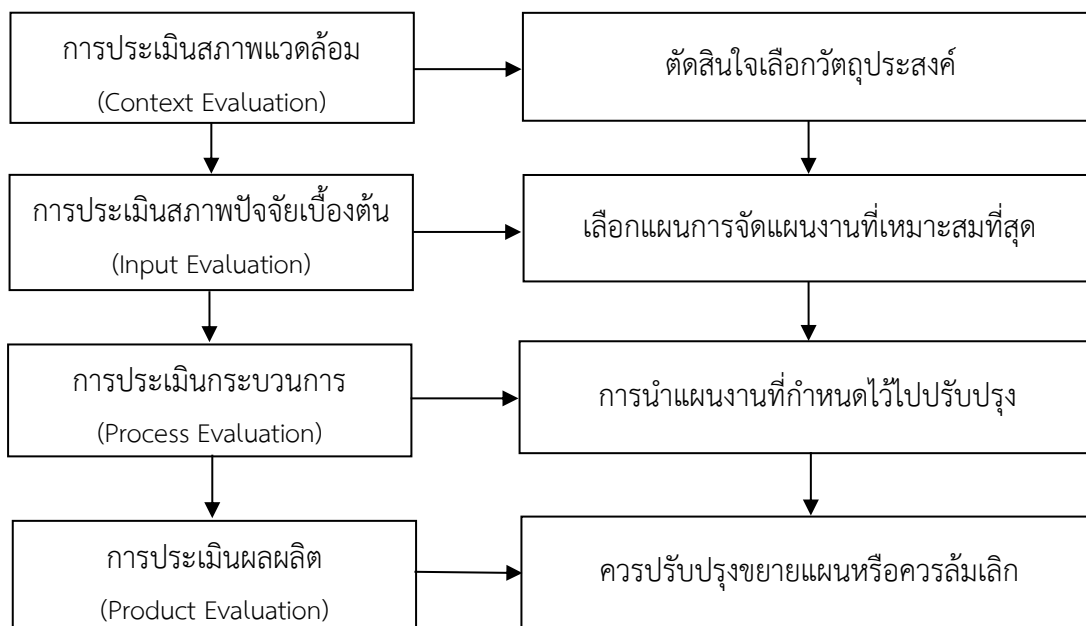 การประเมินสภาพแวดล้อม
(Context Evaluation)
ตัดสินใจเลือกวัตถุประสงค์
การประเมินสภาพปัจจัยเบื้องต้น
(Input Evaluation)
เลือกแผนการจัดแผนงานที่เหมาะสมที่สุด
การประเมินกระบวนการ
(Process Evaluation)
การนำแผนงานที่กำหนดไว้ไปปรับปรุง
การประเมินผลผลิต
(Product Evaluation)
ควรปรับปรุงขยายแผนหรือควรล้มเลิก